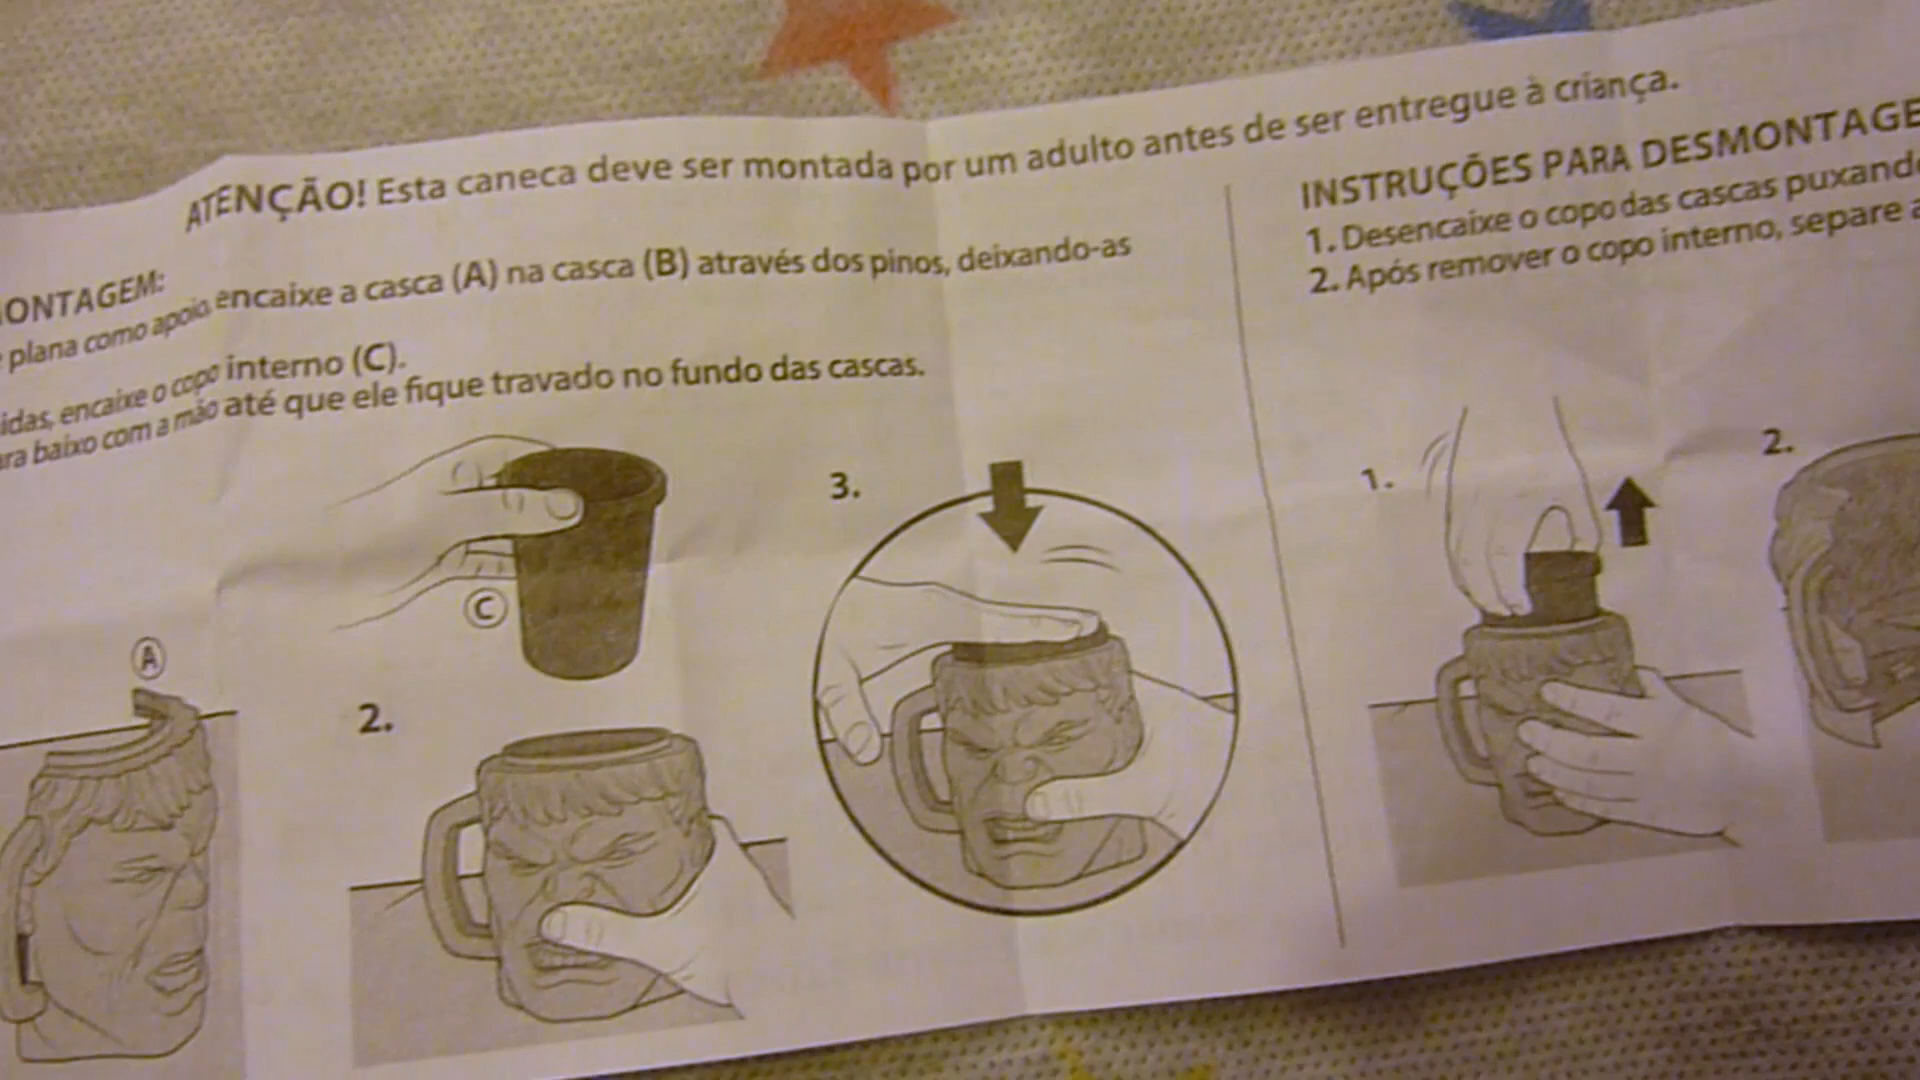 ATENÇÃO! Esta caneca deve ser montada por um adulto antes de ser entregue à criança.
ONTAGEM:
plana como apoio, encaixe a casca (A) na casca (B) através dos pinos, deixando-as
idas, encaixe o copo interno (C).
ra baixo com a mão até que ele fique travado no fundo das cascas.
A
C
2.
3.
INSTRUÇÕES PARA DESMONTAGE
1. Desencaixe o copo das cascas puxand
2. Após remover o copo interno, separe a
1.
2.